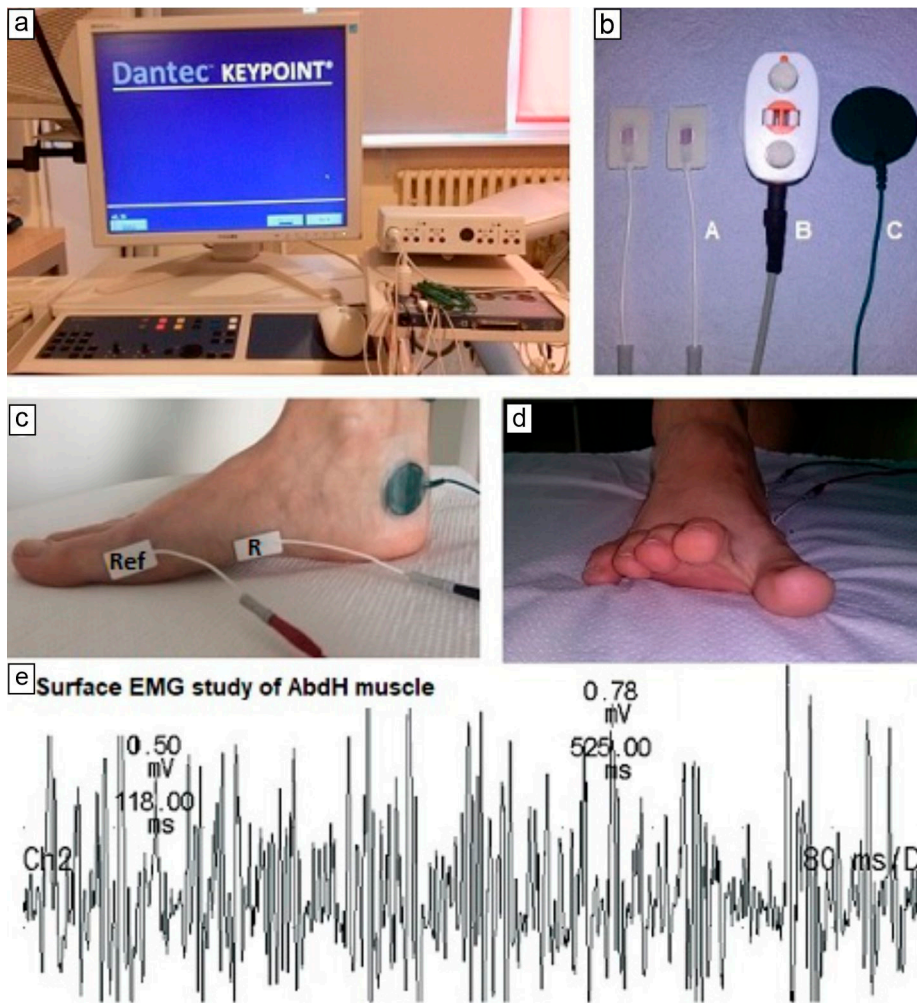 a
Dantec™ KEYPOINT®
b
A
B
C
c
Ref
R
d
e
Surface EMG study of AbdH muscle
0.50
mV
118.00
ms
0.78
mV
525.00
ms
Ch2
80 ms/D